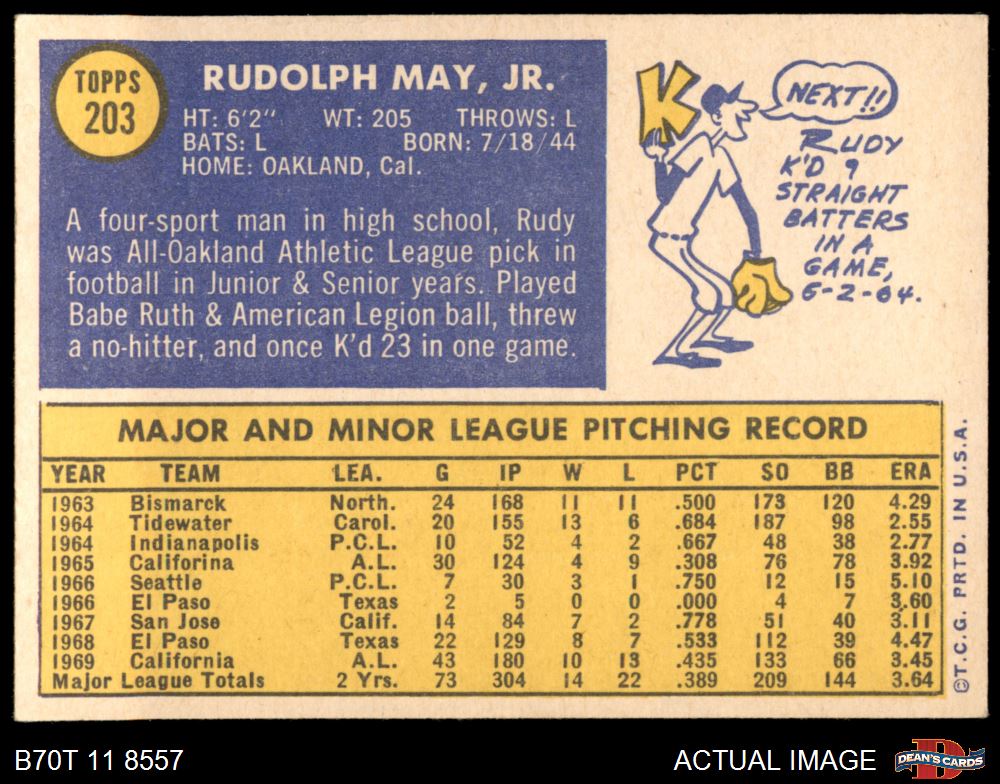 TOPPS
203
RUDOLPH MAY, JR.
HT: 6'2" WT: 205 THROWS: L
BATS: L BORN: 7/18/44
HOME: OAKLAND, Cal.
A four-sport man in high school, Rudy
was All-Oakland Athletic League pick in
football in Junior & Senior years. Played
Babe Ruth & American Legion ball, threw
a no-hitter, and once K'd 23 in one game.
K
NEXT!!
RUDY
K'D 9
STRAIGHT
BATTERS
IN A
GAME,
6-2-64.
MAJOR AND MINOR LEAGUE PITCHING RECORD
YEAR TEAM LEA. G IP W L PCT SO BB ERA
1963 Bismarck North. 24 168 11 11 .500 173 120 4.29
1964 Tidewater Carol. 20 155 13 6 .684 187 98 2.55
1964 Indianapolis P.C.L. 10 52 4 2 .667 48 38 2.77
1965 Califorina A.L. 30 124 4 9 .308 76 78 3.92
1966 Seattle P.C.L. 7 30 3 1 .750 12 15 5.10
1966 El Paso Texas 2 5 0 0 .000 4 7 3.60
1967 San Jose Calif. 14 84 7 2 .778 51 40 3.11
1968 El Paso Texas 22 129 8 7 .533 112 39 4.47
1969 California A.L. 43 180 10 13 .435 133 66 3.45
Major League Totals 2 Yrs. 73 304 14 22 .389 209 144 3.64
©T.C.G. PRTD. IN U.S.A.
B70T 11 8557
ACTUAL IMAGE
D
DEAN'S CARDS